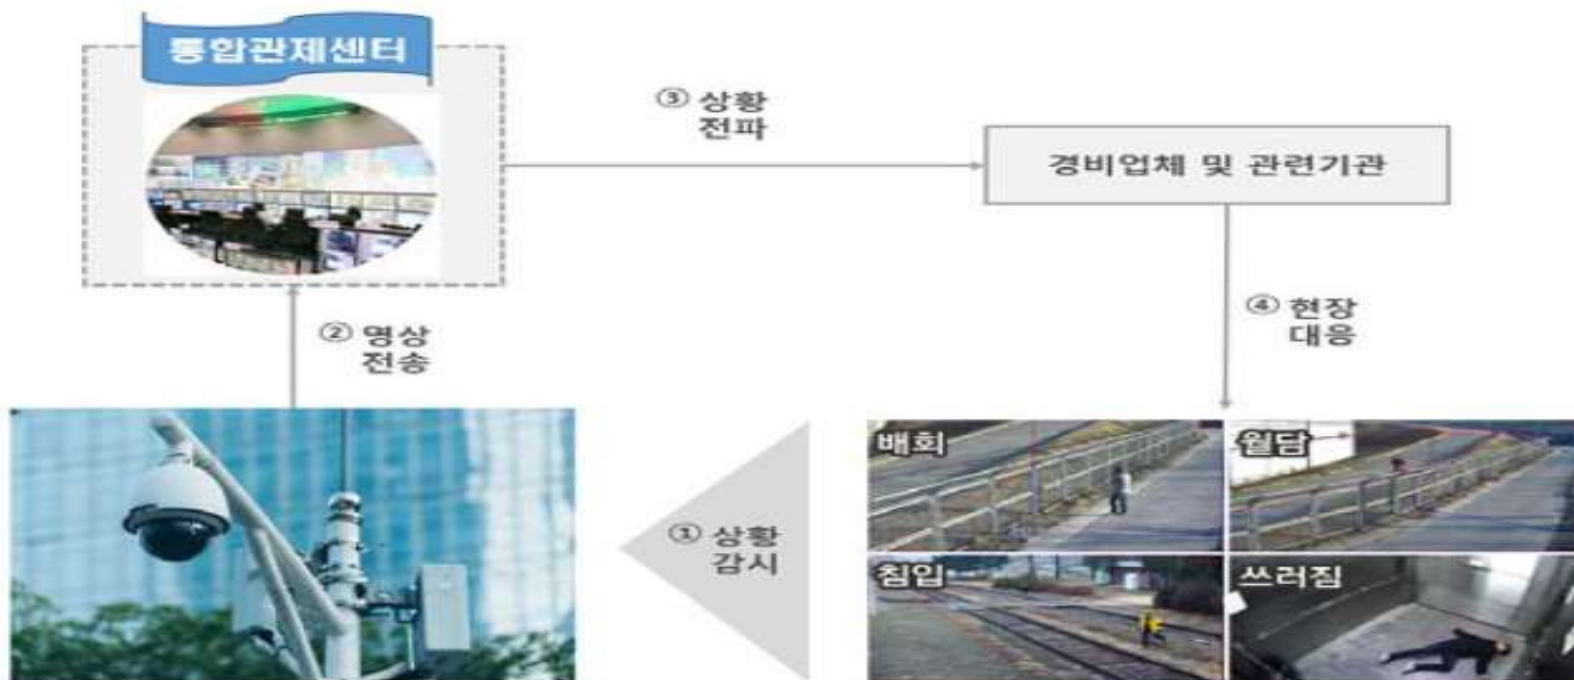 통합관제센터
③ 상황
전파
경비업체 및 관련기관
② 영상
전송
④ 현장
대응
① 상황
감시
배회
월담
침입
쓰러짐